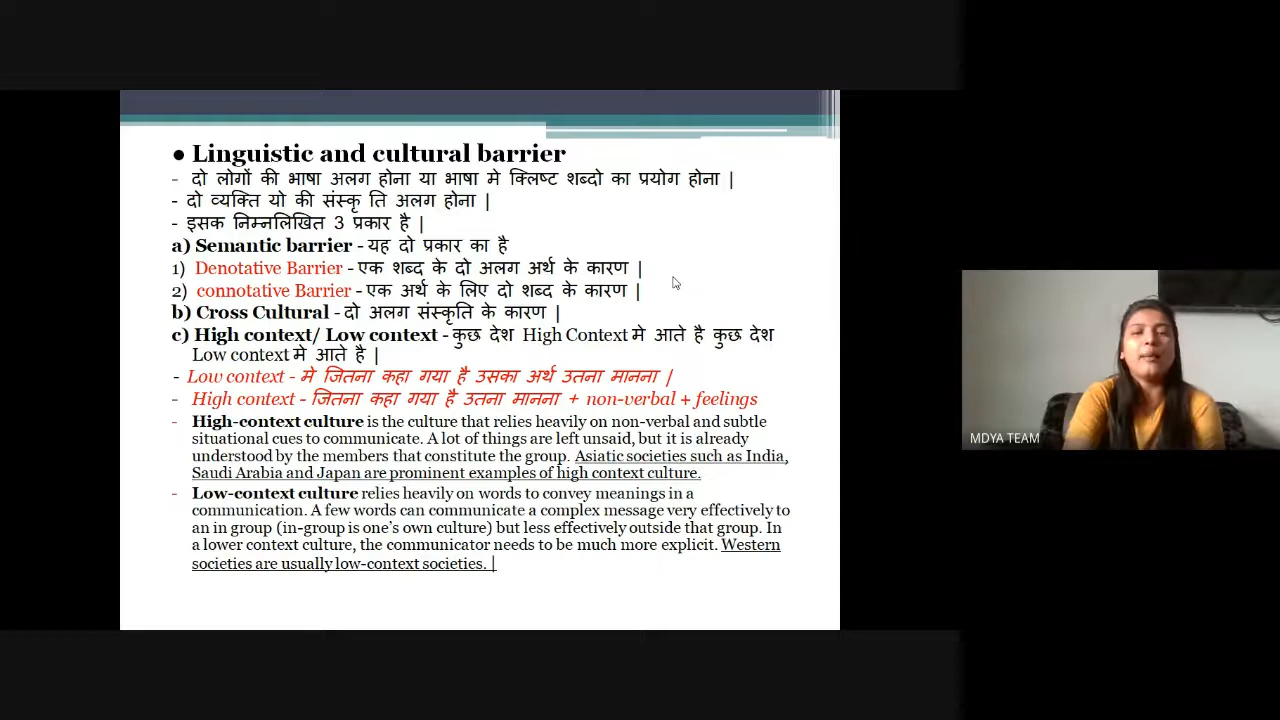 ● Linguistic and cultural barrier
- दो लोगों की भाषा अलग होना या भाषा मे क्लिष्ट शब्दो का प्रयोग होना |
- दो व्यक्ति यो की संस्कृ ति अलग होना |
- इसक निम्नलिखित 3 प्रकार है |
a) Semantic barrier - यह दो प्रकार का है
1) Denotative Barrier - एक शब्द के दो अलग अर्थ के कारण |
2) connotative Barrier - एक अर्थ के लिए दो शब्द के कारण |
b) Cross Cultural - दो अलग संस्कृति के कारण |
c) High context/ Low context - कुछ देश High Context मे आते है कुछ देश
Low context मे आते है |
- Low context - मे जितना कहा गया है उसका अर्थ उतना मानना |
- High context - जितना कहा गया है उतना मानना + non-verbal + feelings
- High-context culture is the culture that relies heavily on non-verbal and subtle
situational cues to communicate. A lot of things are left unsaid, but it is already
understood by the members that constitute the group. Asiatic societies such as India,
Saudi Arabia and Japan are prominent examples of high context culture.
- Low-context culture relies heavily on words to convey meanings in a
communication. A few words can communicate a complex message very effectively to
an in group (in-group is one's own culture) but less effectively outside that group. In
a lower context culture, the communicator needs to be much more explicit. Western
societies are usually low-context societies. |
MDYA TEAM